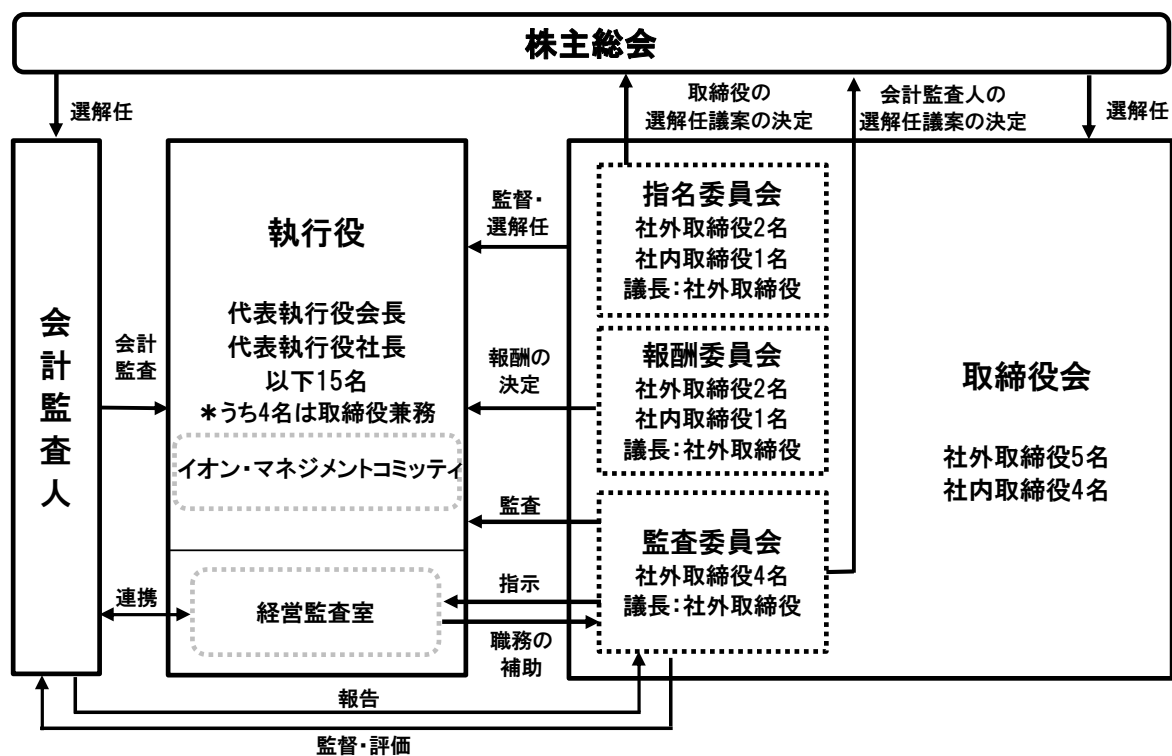 株主総会
選解任
取締役の
選解任議案の決定
会計監査人の
選解任議案の決定
選解任
会計監査人
会計
監査
連携
執行役
代表執行役会長
代表執行役社長
以下15名
＊うち4名は取締役兼務
イオン・マネジメントコミッティ
経営監査室
監督・
選解任
報酬の
決定
監査
指示
職務の
補助
指名委員会
社外取締役2名
社内取締役1名
議長：社外取締役
報酬委員会
社外取締役2名
社内取締役1名
議長：社外取締役
監査委員会
社外取締役4名
議長：社外取締役
取締役会
社外取締役5名
社内取締役4名
報告
監督・評価